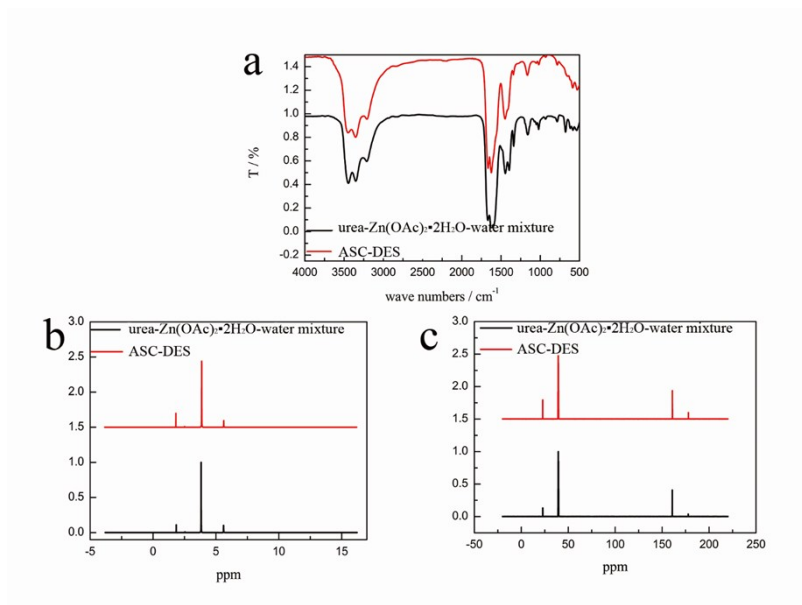 a
1.4
1.2
1.0
0.8
0.6
0.4
0.2
0.0
-0.2
T / %
urea-Zn(OAc)₂▪2H₂O-water mixture
ASC-DES
4000 3500 3000 2500 2000 1500 1000 500
wave numbers / cm⁻¹
b
3.0
2.5
2.0
1.5
1.0
0.5
0.0
urea-Zn(OAc)₂▪2H₂O-water mixture
ASC-DES
-5 0 5 10 15
ppm
c
3.0
2.5
2.0
1.5
1.0
0.5
0.0
urea-Zn(OAc)₂▪2H₂O-water mixture
ASC-DES
-50 0 50 100 150 200 250
ppm